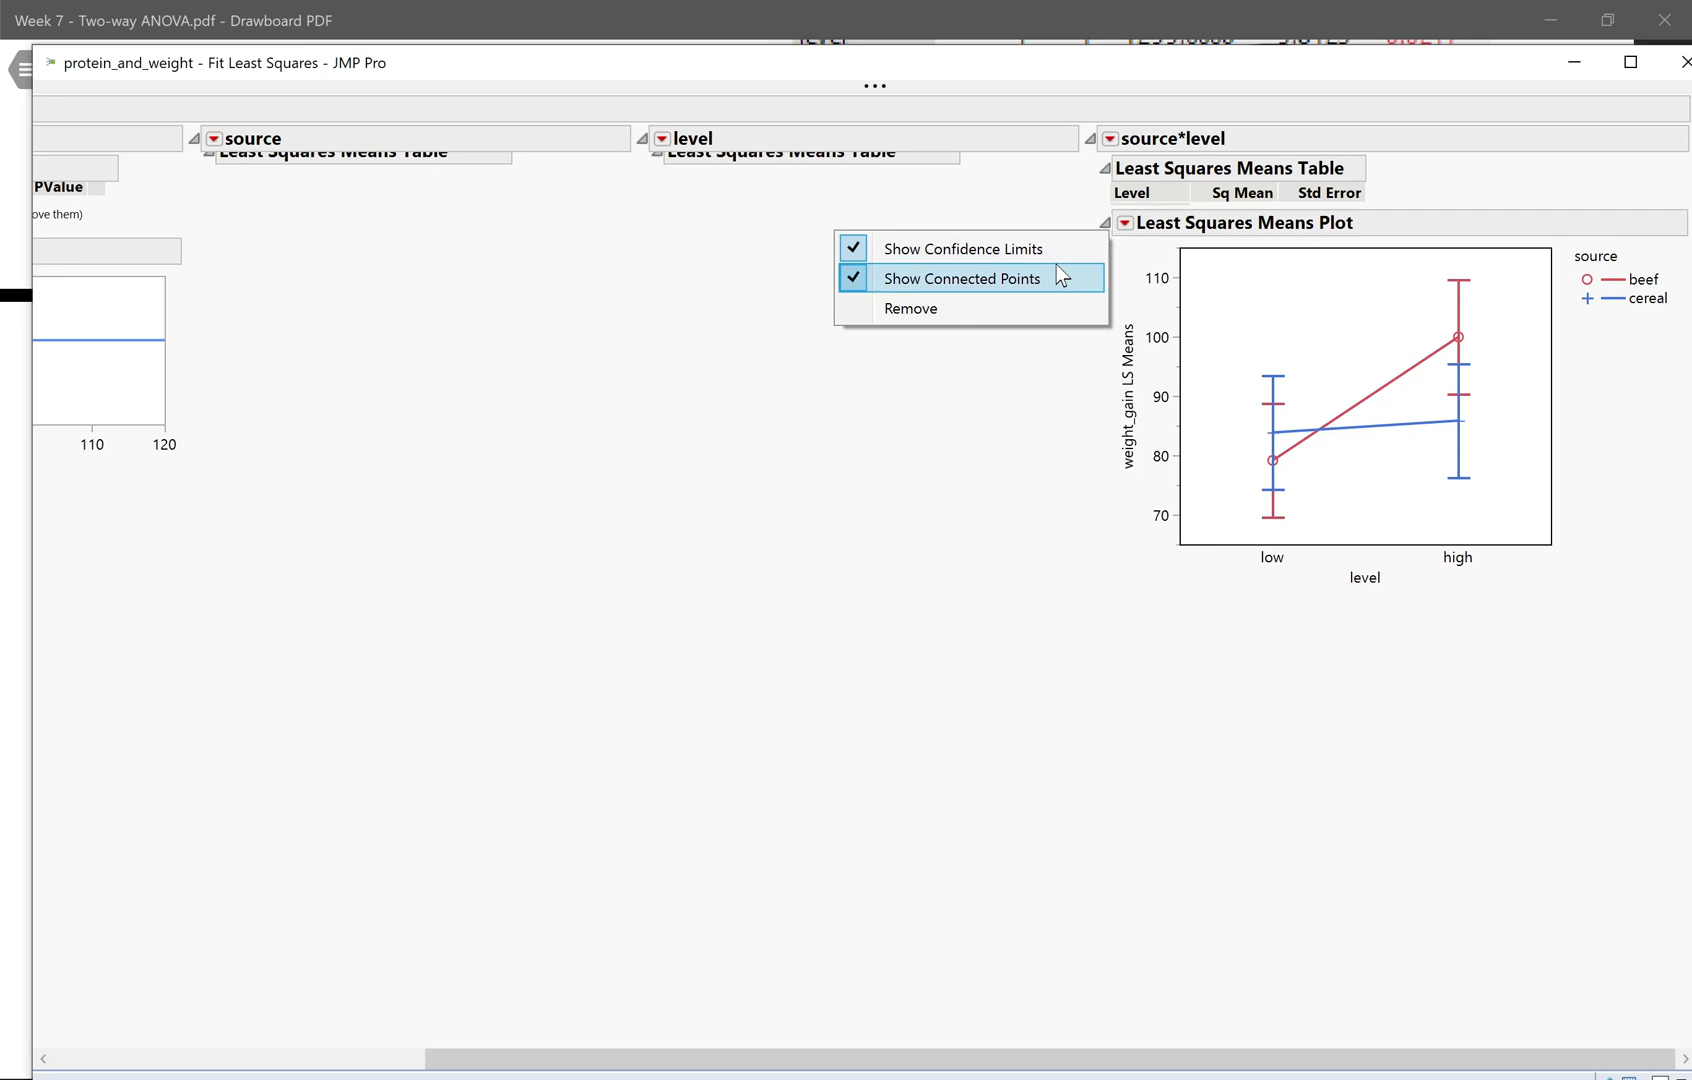 Week 7 - Two-way ANOVA.pdf - Drawboard PDF
protein_and_weight - Fit Least Squares - JMP Pro
source
level
source*level
Least Squares Means Table
Least Squares Means Table
Least Squares Means Table
PValue
Level Sq Mean Std Error
ove them)
Least Squares Means Plot
Show Confidence Limits
Show Connected Points
Remove
source
beef
cereal
110
100
90
80
70
weight_gain LS Means
low high
level
110 120